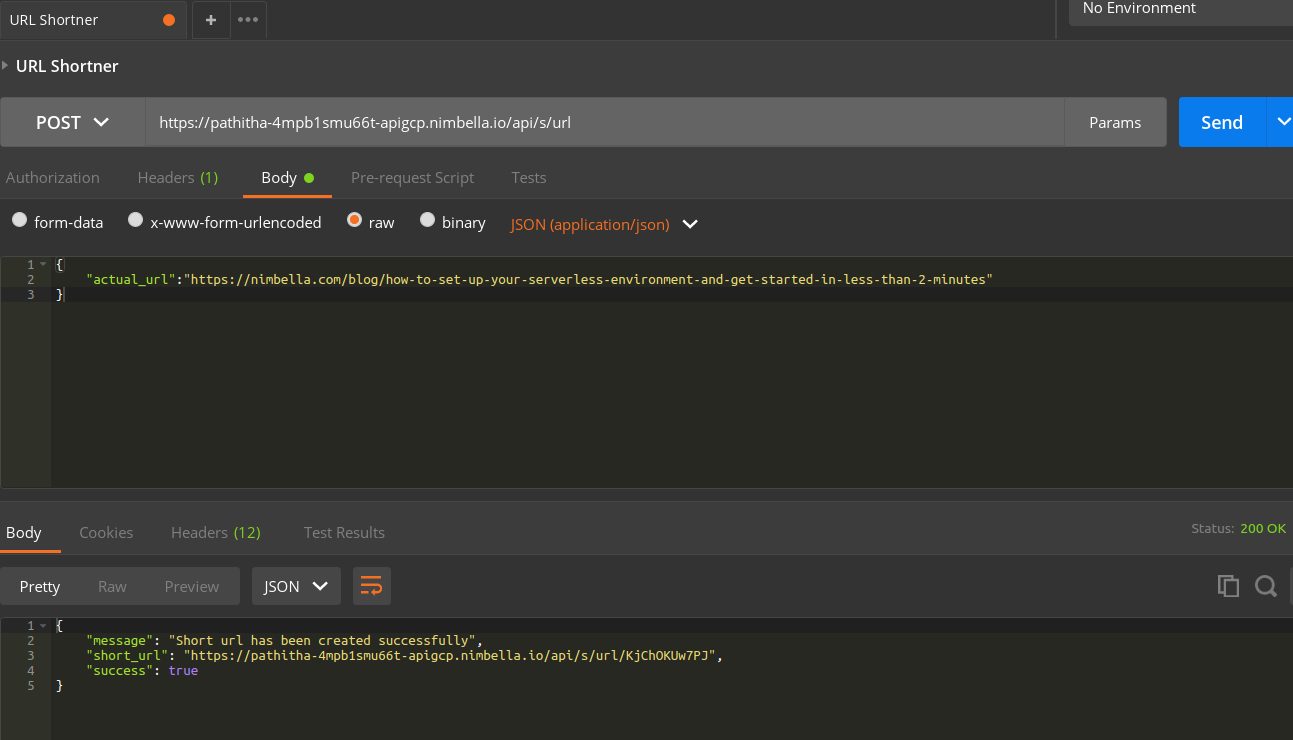 URL Shortner + ••• No Environment
URL Shortner
POST https://pathitha-4mpb1smu66t-apigcp.nimbella.io/api/s/url Params Send
Authorization Headers (1) Body Pre-request Script Tests
form-data x-www-form-urlencoded raw binary JSON (application/json)
1 {
2 "actual_url":"https://nimbella.com/blog/how-to-set-up-your-serverless-environment-and-get-started-in-less-than-2-minutes"
3 }
Body Cookies Headers (12) Test Results Status: 200 OK
Pretty Raw Preview JSON
1 {
2 "message": "Short url has been created successfully",
3 "short_url": "https://pathitha-4mpb1smu66t-apigcp.nimbella.io/api/s/url/KjChOKUw7PJ",
4 "success": true
5 }